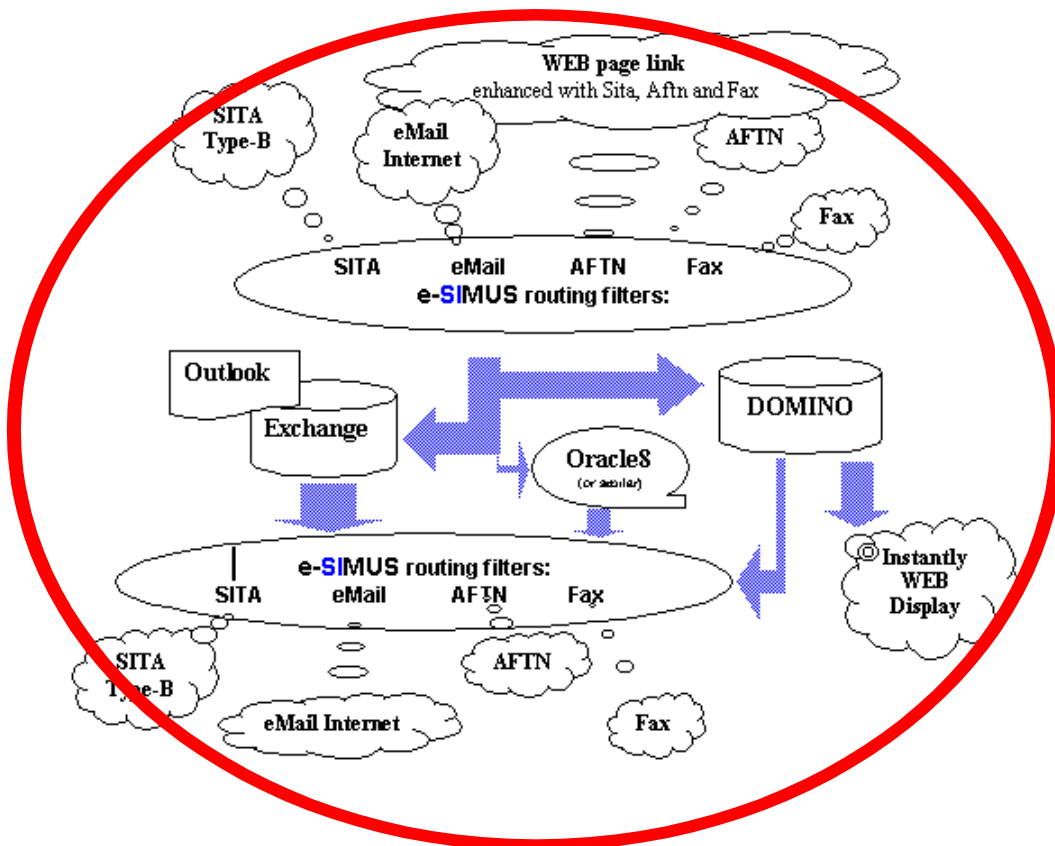 WEB page link
enhanced with Sita, Aftn and Fax
SITA
Type-B
eMail
Internet
AFTN
Fax
SITA eMail AFTN Fax
e-SIMUS routing filters:
Outlook
Exchange
DOMINO
Oracle8
(or similar)
e-SIMUS routing filters:
SITA eMail AFTN Fax
Instantly
WEB
Display
SITA
Type-B
AFTN
eMail Internet
Fax